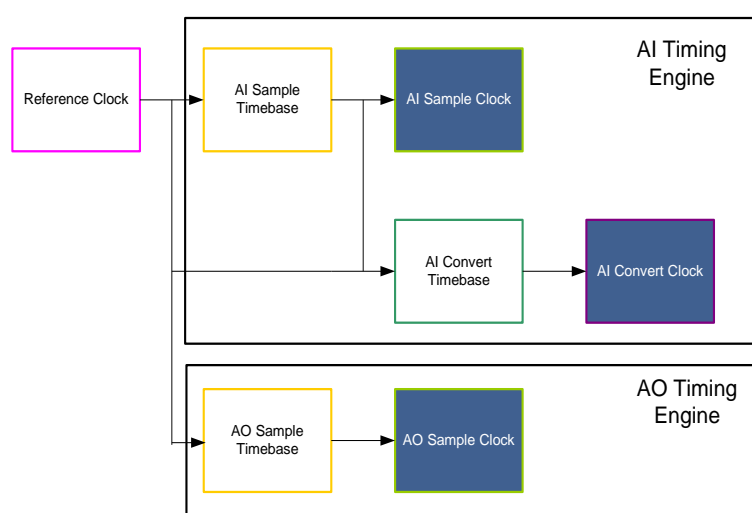 AI Timing
Engine
Reference Clock
AI Sample
Timebase
AI Sample Clock
AI Convert
Timebase
AI Convert Clock
AO Timing
Engine
AO Sample
Timebase
AO Sample Clock